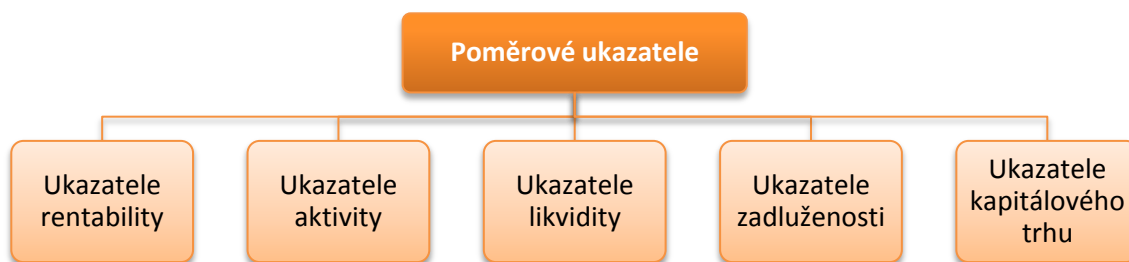 Poměrové ukazatele
Ukazatele
rentability
Ukazatele
aktivity
Ukazatele
likvidity
Ukazatele
zadluženosti
Ukazatele
kapitálového
trhu